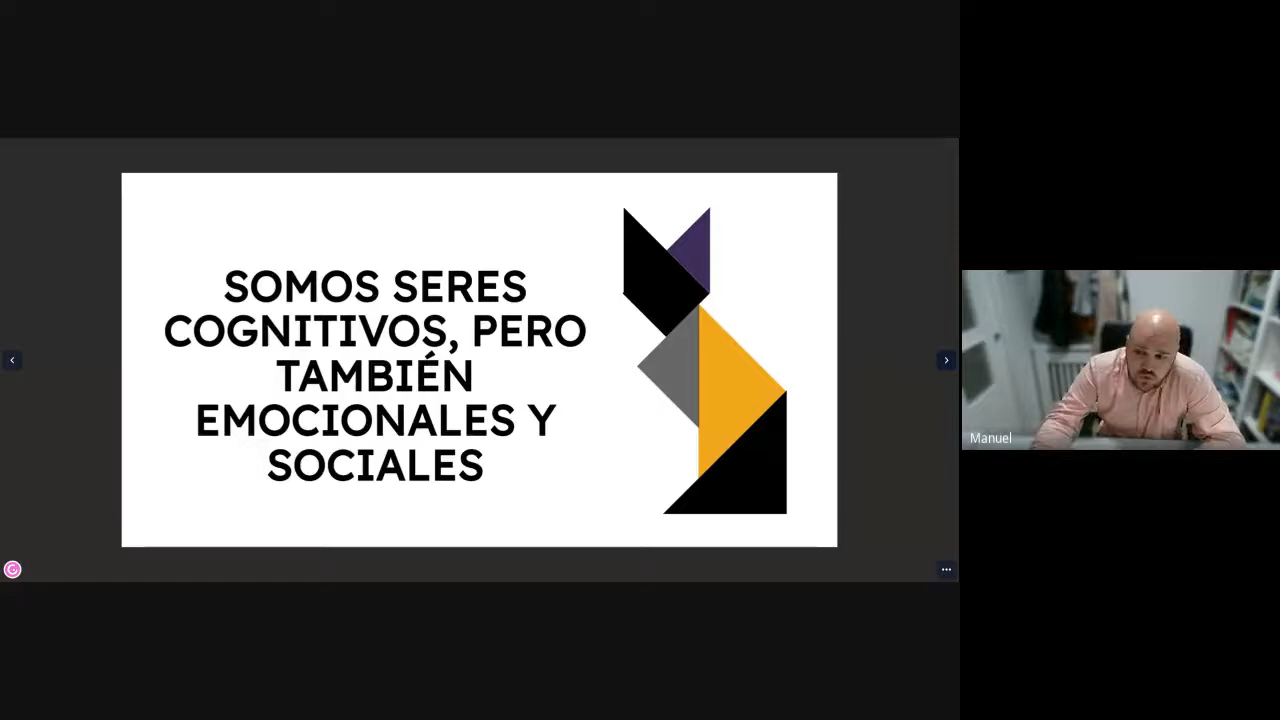 SOMOS SERES
COGNITIVOS, PERO
TAMBIÉN
EMOCIONALES Y
SOCIALES
Manuel